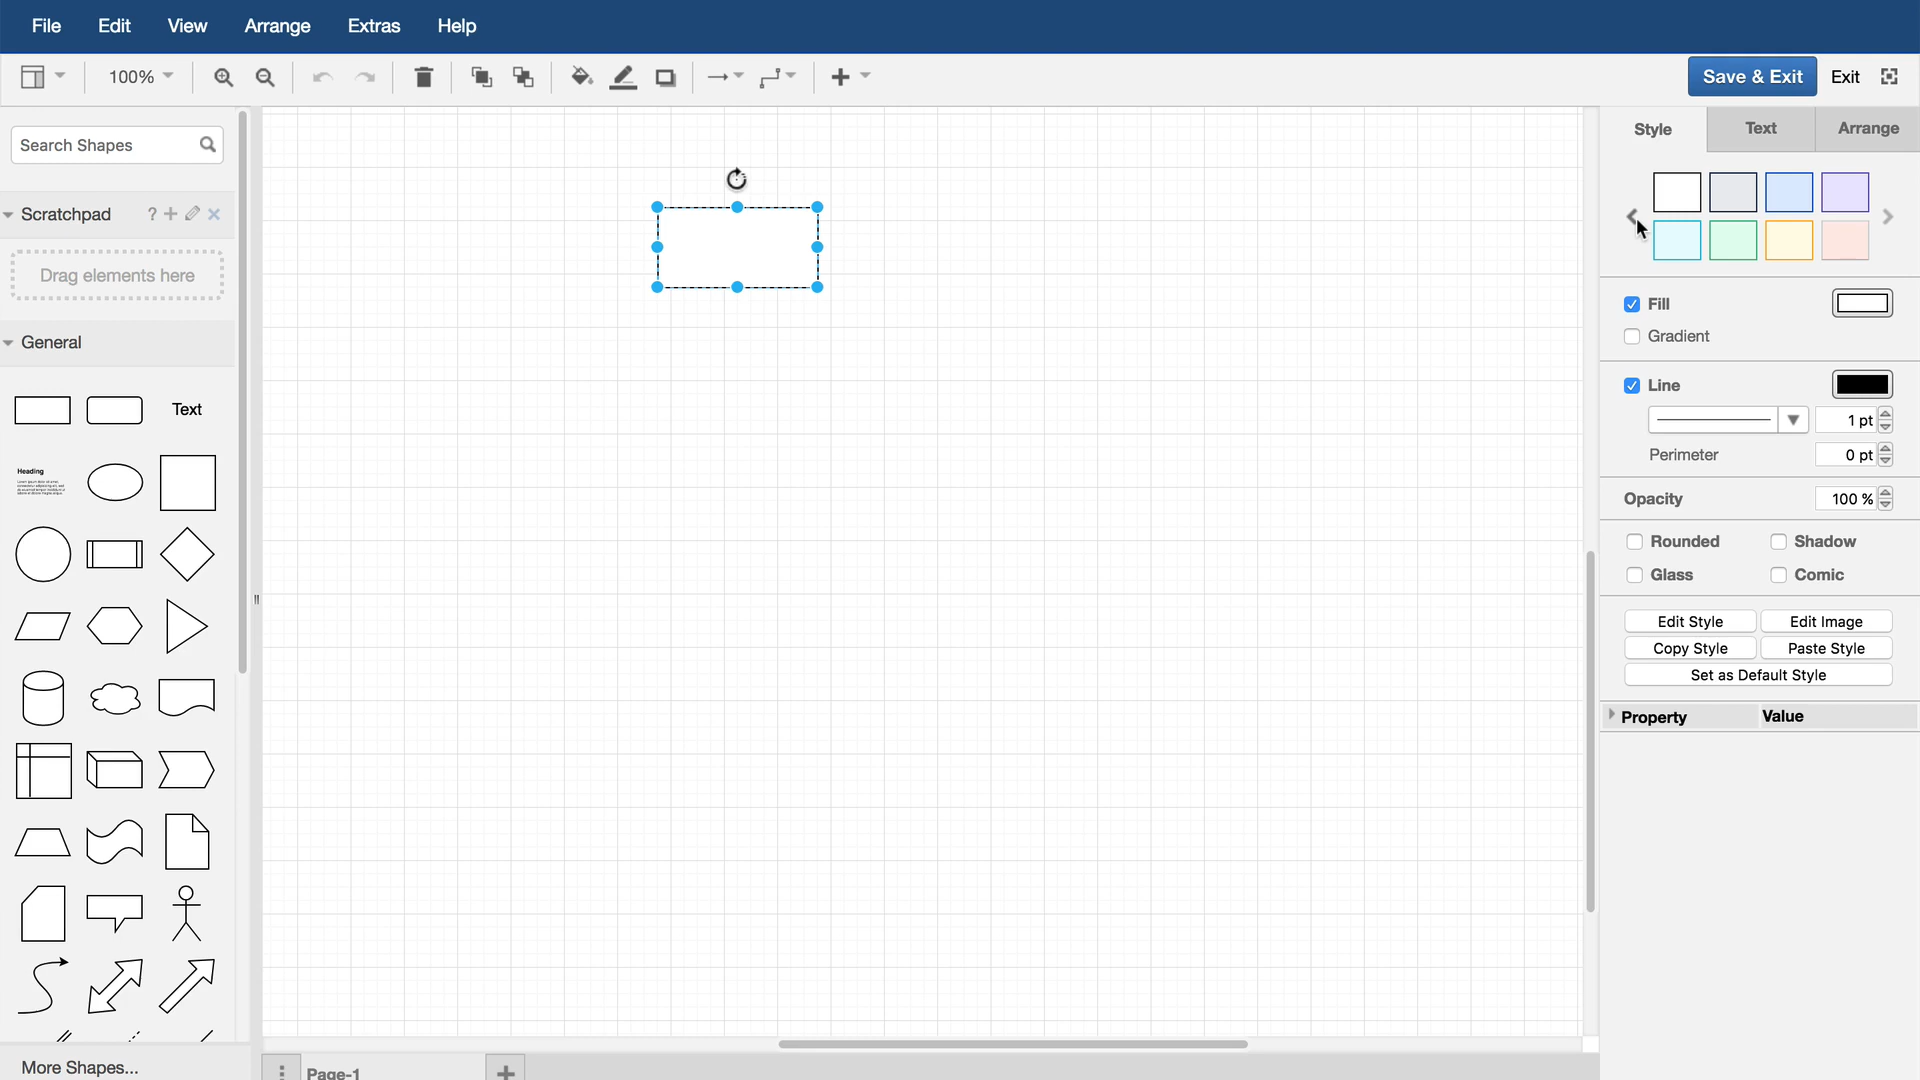 File Edit View Arrange Extras Help
100%
Save & Exit Exit
Search Shapes
Style Text Arrange
Scratchpad ?
Drag elements here
Fill
General
Gradient
Line
Text
1 pt
Perimeter 0 pt
Heading
Opacity 100 %
Rounded Shadow
Glass Comic
Edit Style Edit Image
Copy Style Paste Style
Set as Default Style
Property Value
More Shapes...
Page-1